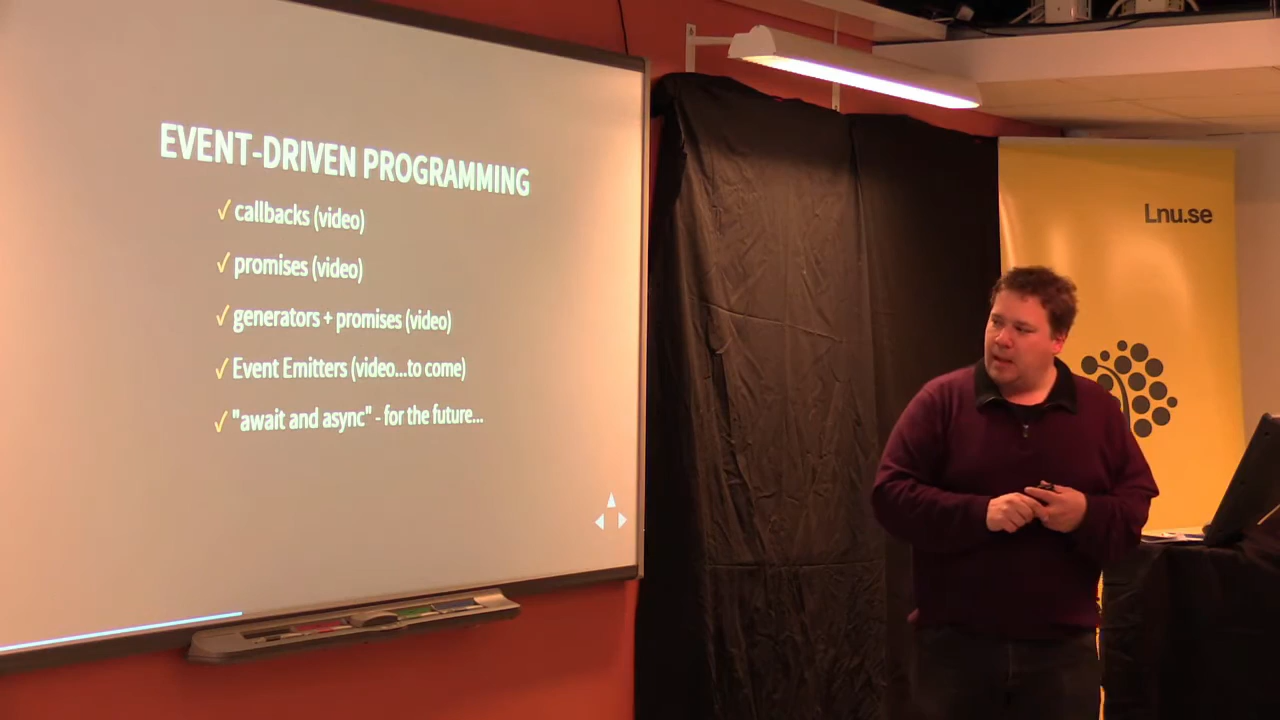 EVENT-DRIVEN PROGRAMMING
✓ callbacks (video)
✓ promises (video)
✓ generators + promises (video)
✓ Event Emitters (video...to come)
✓ "await and async" - for the future...
Lnu.se